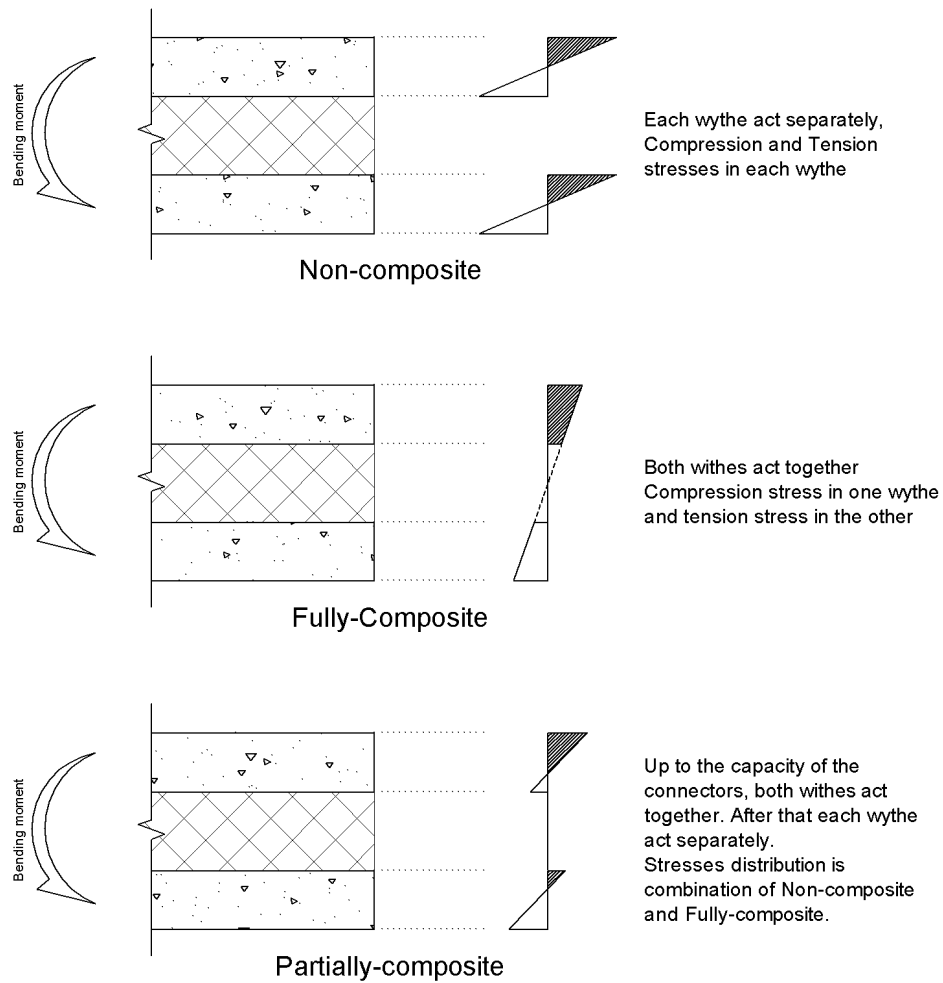 Bending moment
Each wythe act separately,
Compression and Tension
stresses in each wythe
Non-composite
Bending moment
Both withes act together
Compression stress in one wythe
and tension stress in the other
Fully-Composite
Bending moment
Up to the capacity of the
connectors, both withes act
together. After that each wythe
act separately.
Stresses distribution is
combination of Non-composite
and Fully-composite.
Partially-composite